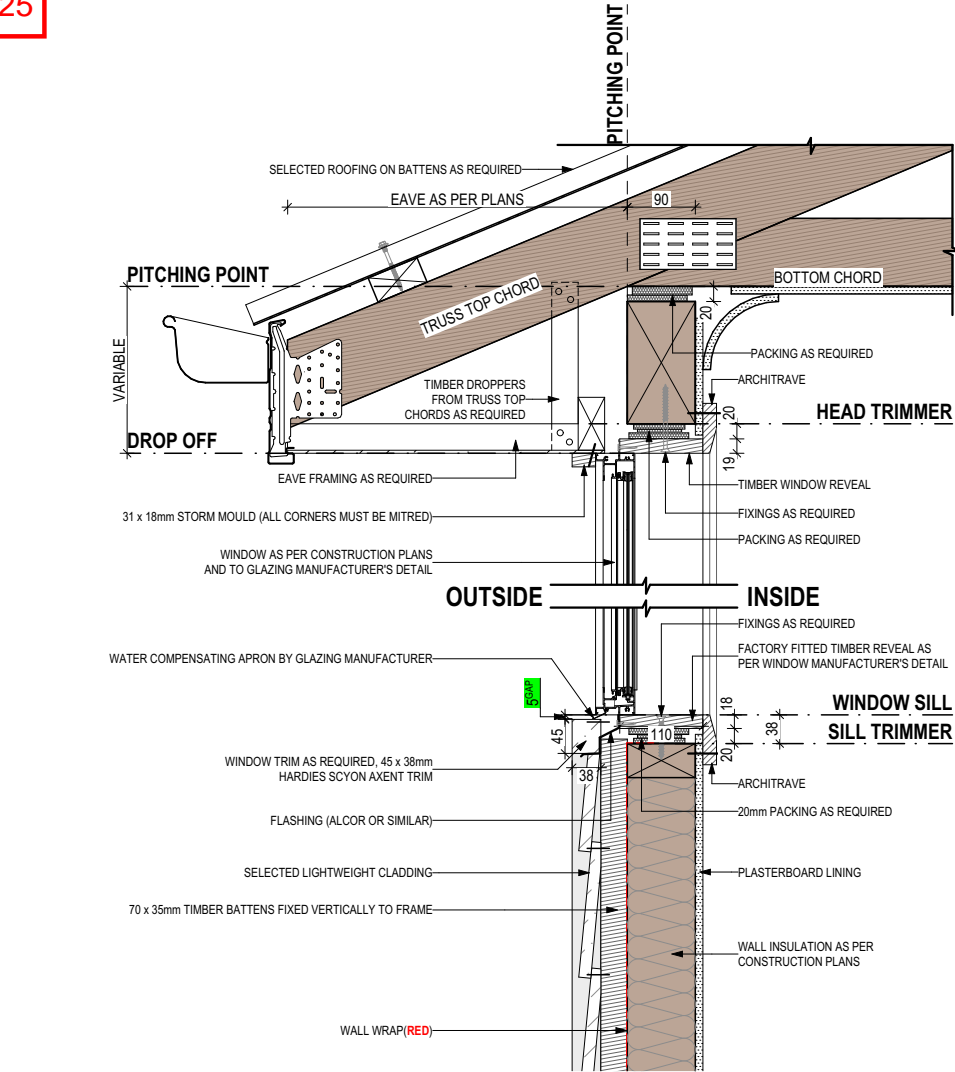 25
PITCHING POINT
SELECTED ROOFING ON BATTENS AS REQUIRED
EAVE AS PER PLANS
90
PITCHING POINT
BOTTOM CHORD
TRUSS TOP CHORD
20
VARIABLE
PACKING AS REQUIRED
ARCHITRAVE
TIMBER DROPPERS
FROM TRUSS TOP
CHORDS AS REQUIRED
20
HEAD TRIMMER
DROP OFF
19
EAVE FRAMING AS REQUIRED
TIMBER WINDOW REVEAL
31 x 18mm STORM MOULD (ALL CORNERS MUST BE MITRED)
FIXINGS AS REQUIRED
PACKING AS REQUIRED
WINDOW AS PER CONSTRUCTION PLANS
AND TO GLAZING MANUFACTURER'S DETAIL
OUTSIDE
INSIDE
FIXINGS AS REQUIRED
WATER COMPENSATING APRON BY GLAZING MANUFACTURER
FACTORY FITTED TIMBER REVEAL AS
PER WINDOW MANUFACTURER'S DETAIL
5GAP
18
WINDOW SILL
45
110
38
SILL TRIMMER
20
WINDOW TRIM AS REQUIRED, 45 x 38mm
HARDIES SCYON AXENT TRIM
38
ARCHITRAVE
20mm PACKING AS REQUIRED
FLASHING (ALCOR OR SIMILAR)
SELECTED LIGHTWEIGHT CLADDING
PLASTERBOARD LINING
70 x 35mm TIMBER BATTENS FIXED VERTICALLY TO FRAME
WALL INSULATION AS PER
CONSTRUCTION PLANS
WALL WRAP(RED)